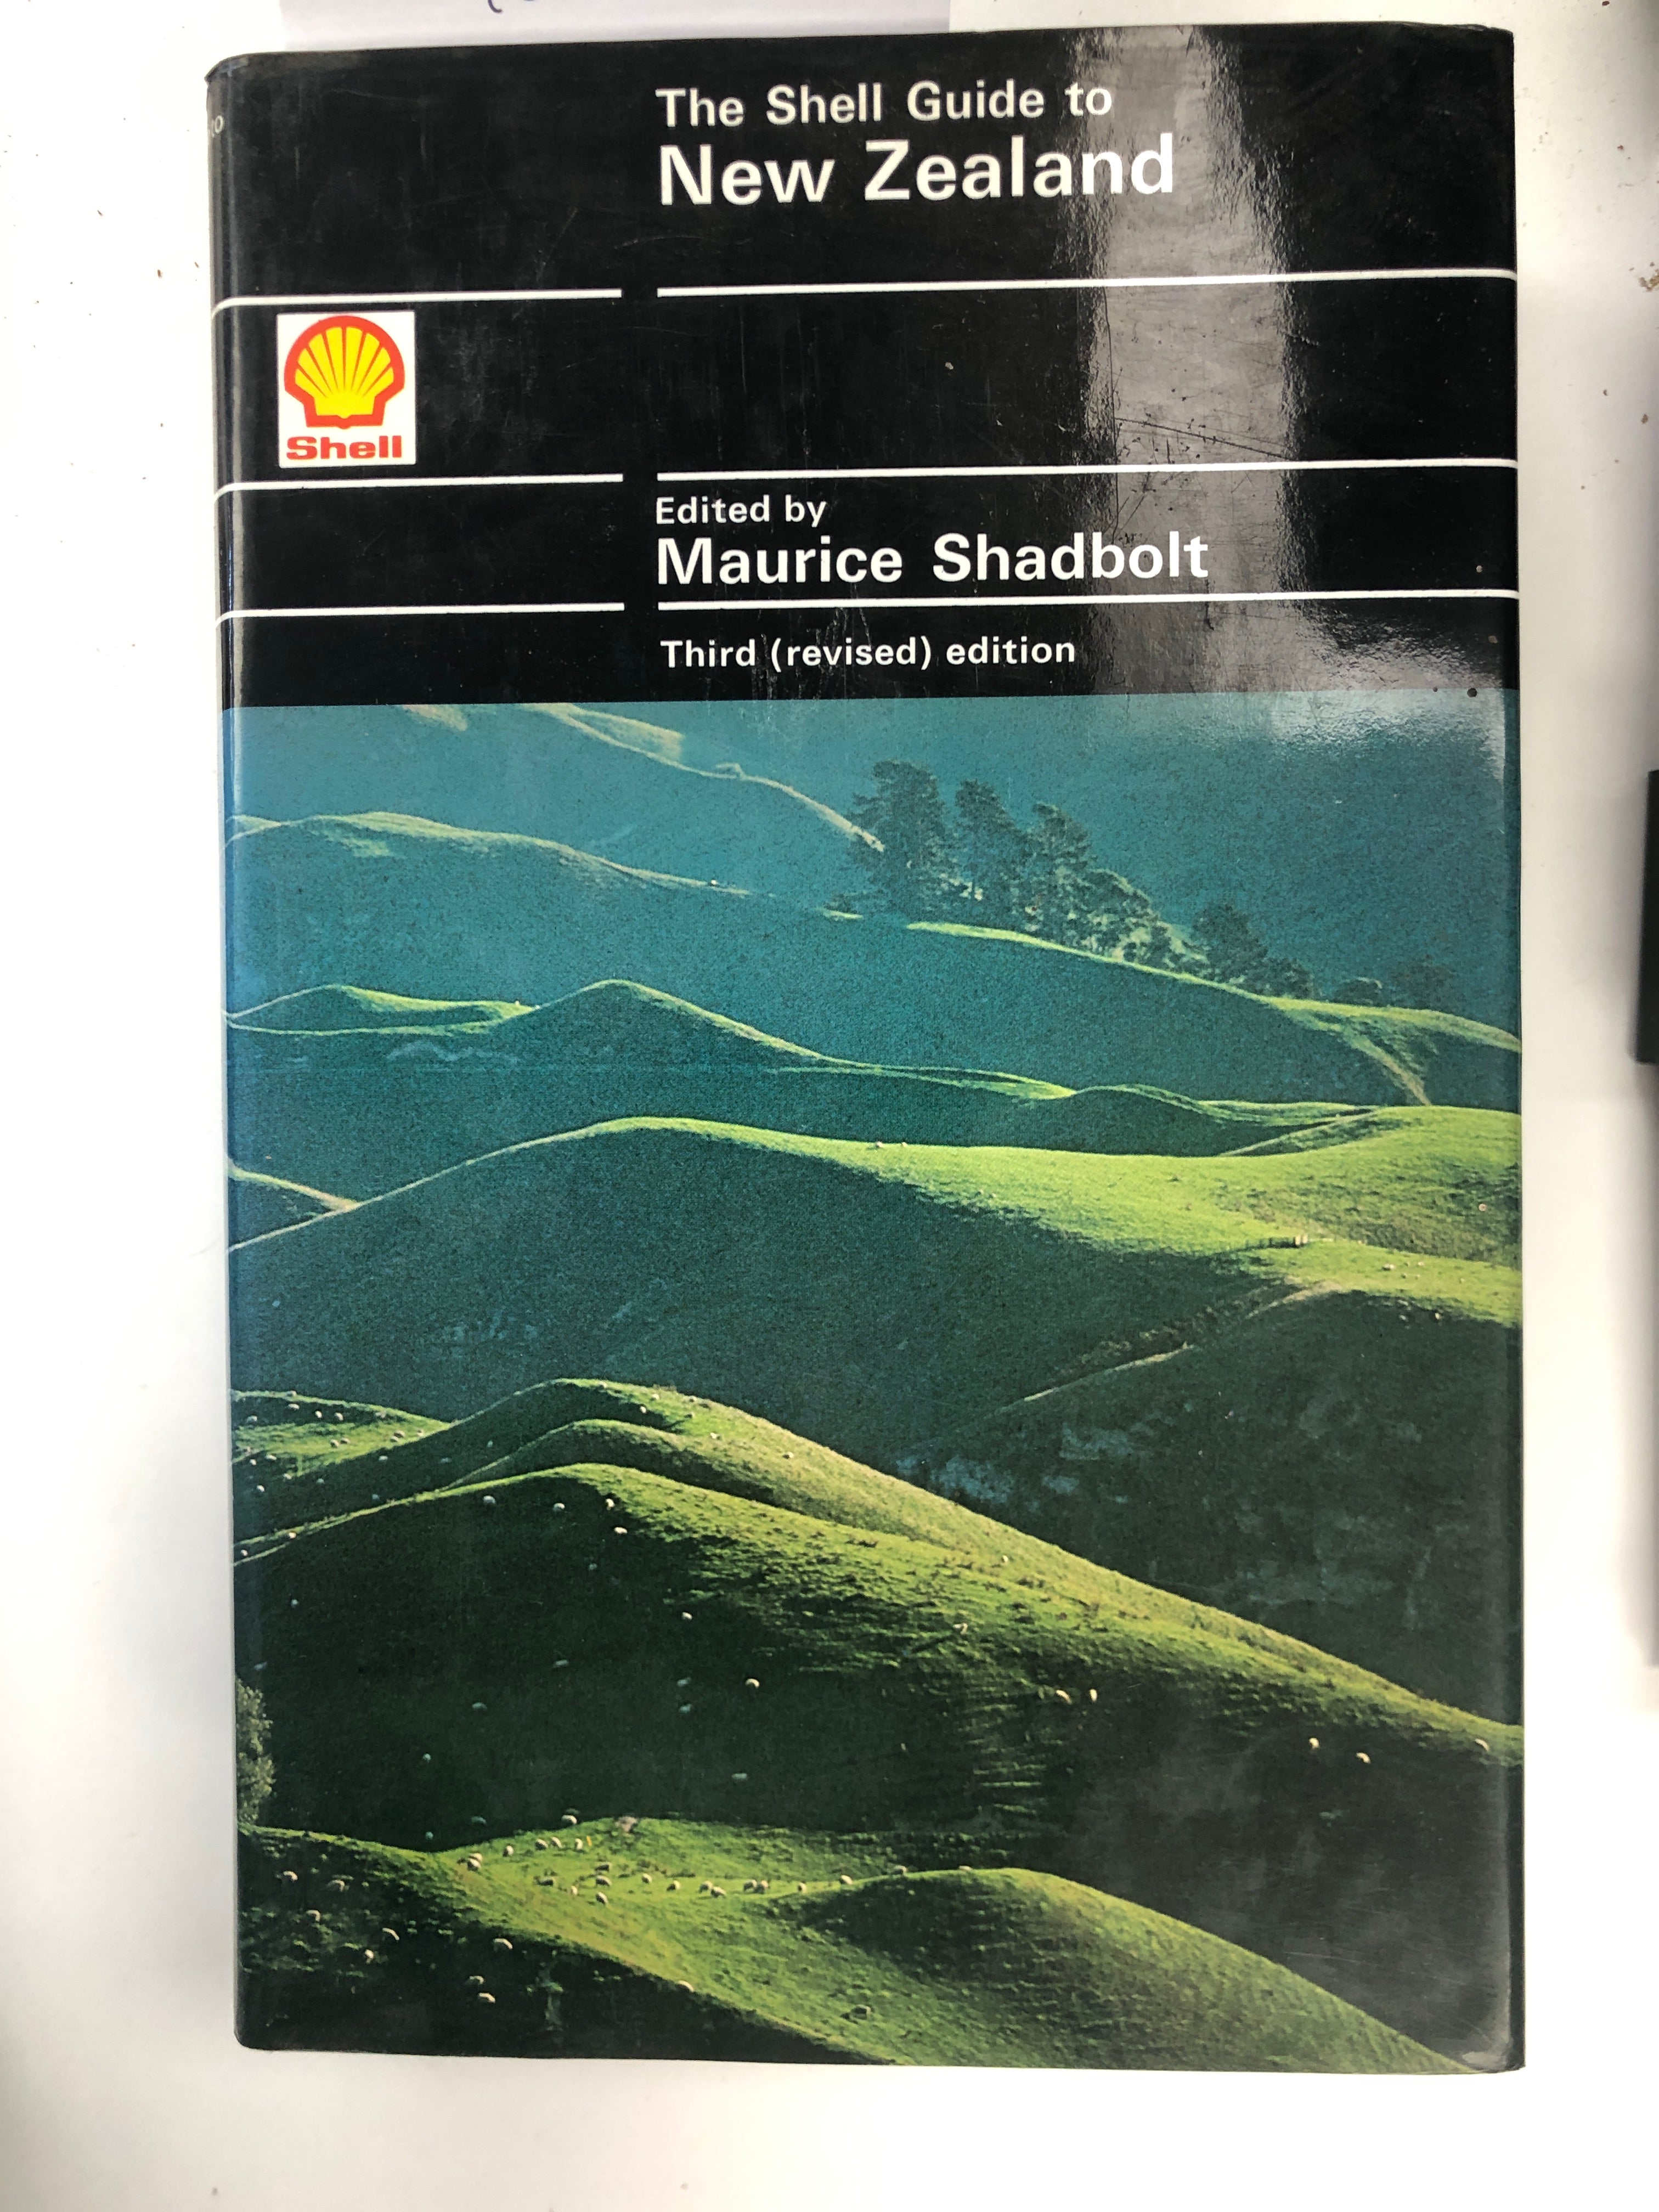 The Shell Guide to
New Zealand
Shell
Edited by
Maurice Shadbolt
Third (revised) edition